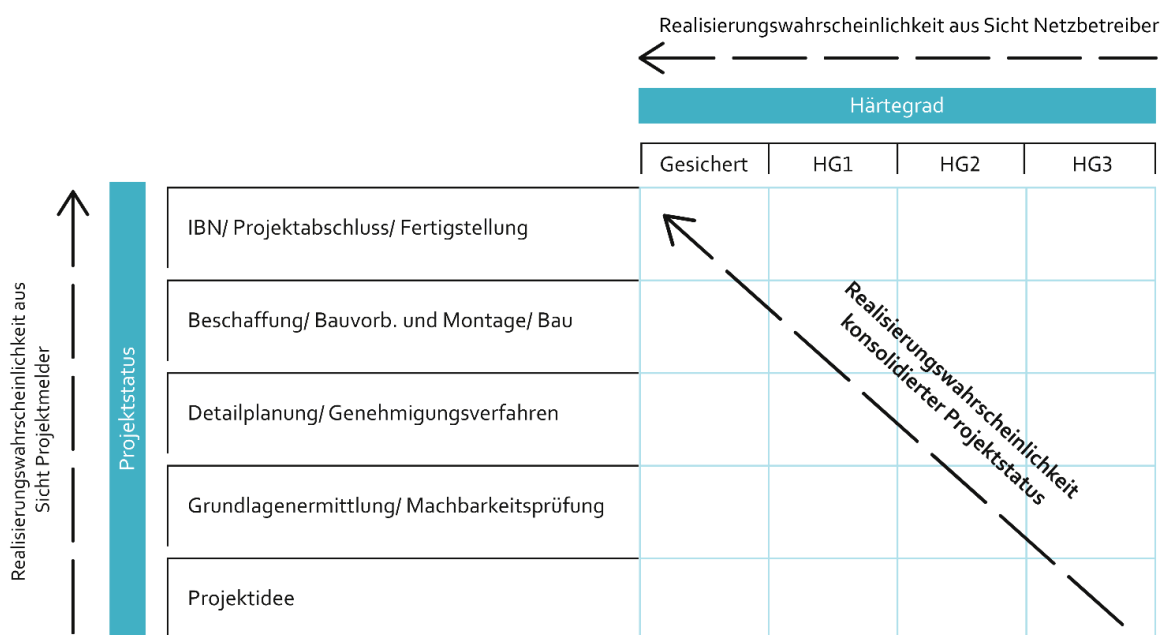 Realisierungswahrscheinlichkeit aus Sicht Netzbetreiber
Härtegrad
Gesichert HG1 HG2 HG3
Realisierungswahrscheinlichkeit aus
Sicht Projektmelder
Projektstatus
IBN/ Projektabschluss/ Fertigstellung
Beschaffung/ Bauvorb. und Montage/ Bau
Detailplanung/ Genehmigungsverfahren
Grundlagenermittlung/ Machbarkeitsprüfung
Projektidee
Realisierungswahrscheinlichkeit
konsolidierter Projektstatus